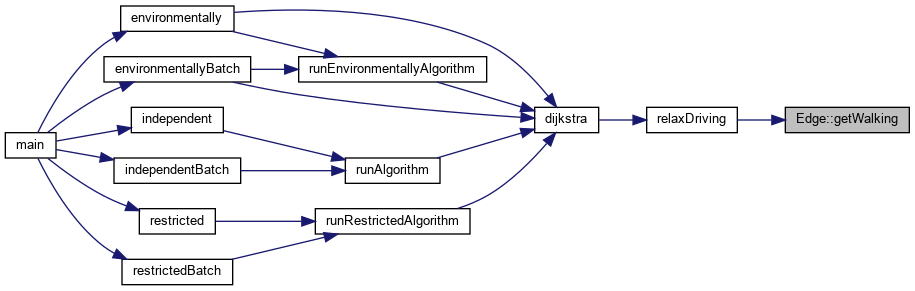 environmentally
environmentallyBatch
runEnvironmentallyAlgorithm
independent
dijkstra
relaxDriving
Edge::getWalking
main
independentBatch
runAlgorithm
restricted
runRestrictedAlgorithm
restrictedBatch